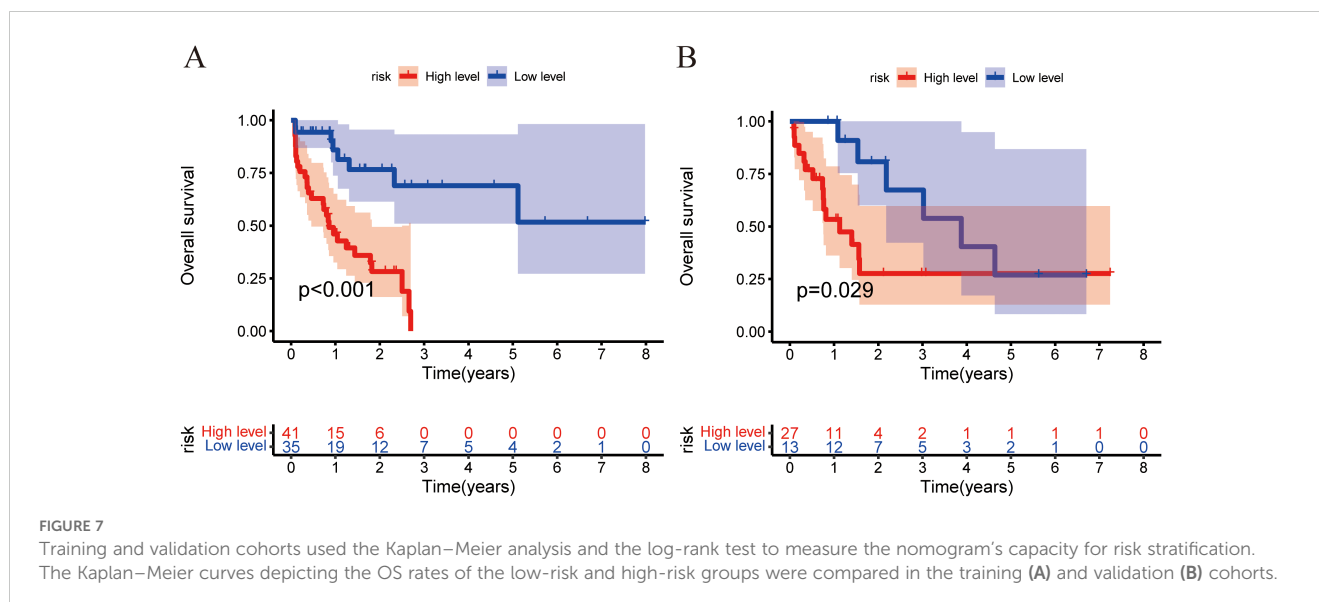 A
risk High level Low level
1.00
0.75
0.50
0.25
0.00
Overall survival
p<0.001
0 1 2 3 4 5 6 7 8
Time(years)
risk
High level 41 15 6 0 0 0 0 0 0
Low level 35 19 12 7 5 4 2 1 0
0 1 2 3 4 5 6 7 8
Time(years)
B
risk High level Low level
1.00
0.75
0.50
0.25
0.00
Overall survival
p=0.029
0 1 2 3 4 5 6 7 8
Time(years)
risk
High level 27 11 4 2 1 1 1 1 0
Low level 13 12 7 5 3 2 1 0 0
0 1 2 3 4 5 6 7 8
Time(years)
FIGURE 7
Training and validation cohorts used the Kaplan–Meier analysis and the log-rank test to measure the nomogram’s capacity for risk stratification.
The Kaplan–Meier curves depicting the OS rates of the low-risk and high-risk groups were compared in the training (A) and validation (B) cohorts.